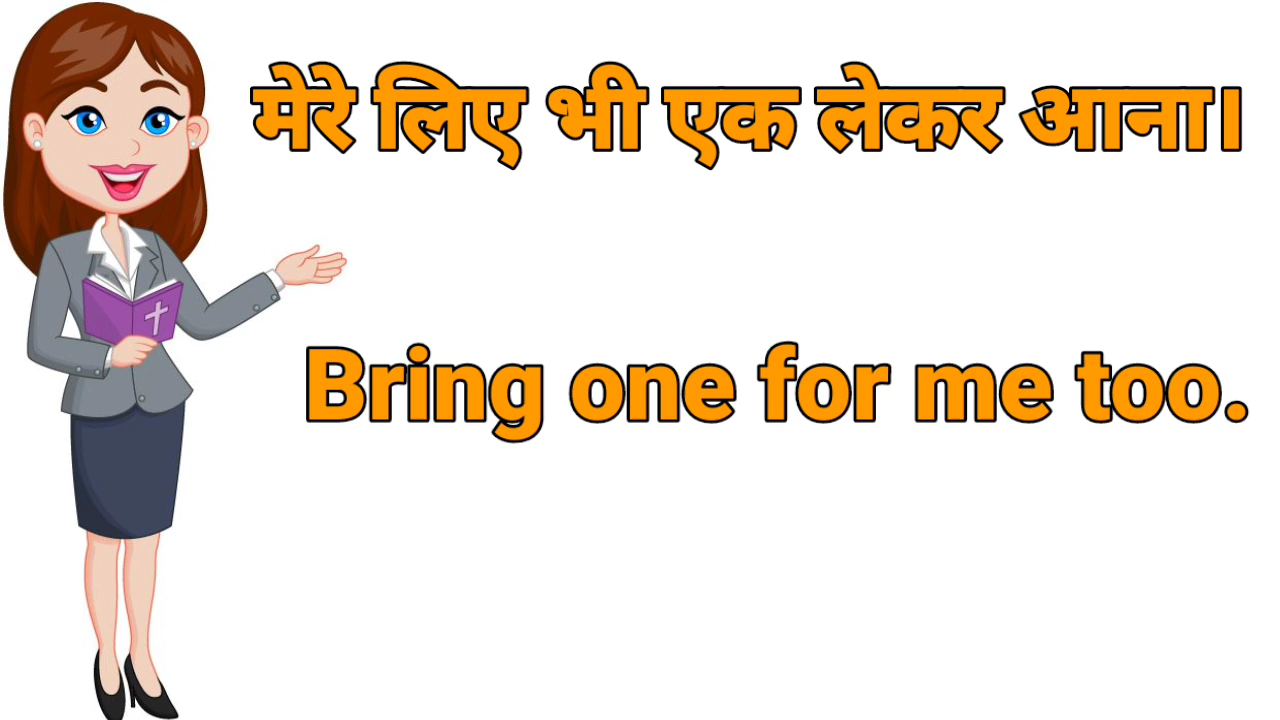 मेरे लिए भी एक लेकर आना।
Bring one for me too.